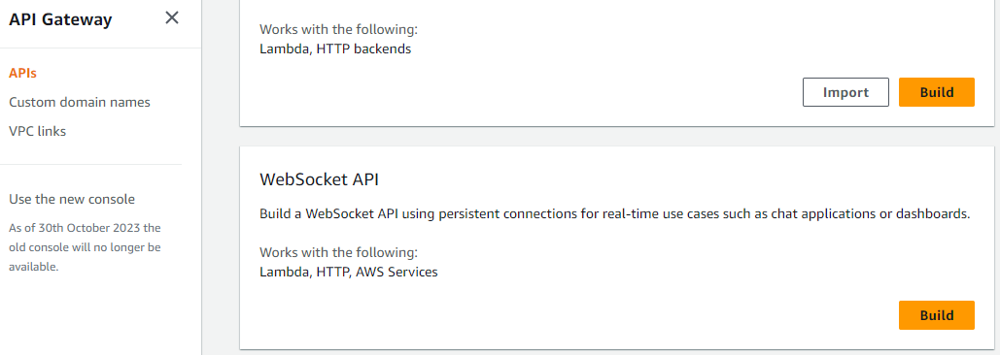 API Gateway
APIs
Custom domain names
VPC links
Use the new console
As of 30th October 2023 the
old console will no longer be
available.
Works with the following:
Lambda, HTTP backends
Import
Build
WebSocket API
Build a WebSocket API using persistent connections for real-time use cases such as chat applications or dashboards.
Works with the following:
Lambda, HTTP, AWS Services
Build